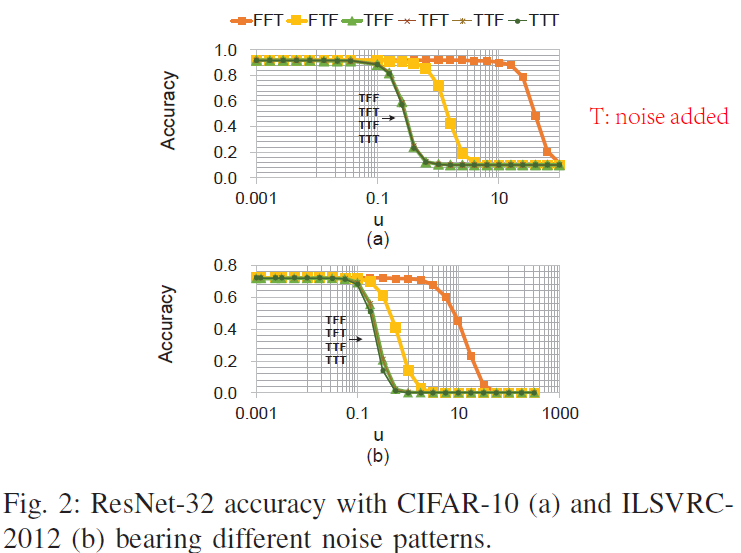 FFT FTF TFF TFT TTF TTT
1.0
0.8
0.6
0.4
0.2
0.0
Accuracy
TFF
TFT
TTF
TTT
0.001 0.1 10
u
(a)
T: noise added
0.8
0.6
0.4
0.2
0.0
Accuracy
TFF
TFT
TTF
TTT
0.001 0.1 10 1000
u
(b)
Fig. 2: ResNet-32 accuracy with CIFAR-10 (a) and ILSVRC-
2012 (b) bearing different noise patterns.